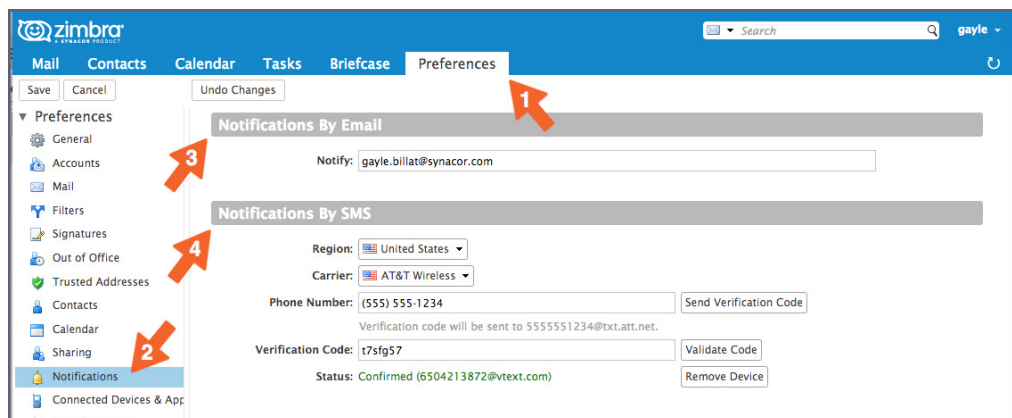 zimbra
A SYNACOR PRODUCT
Search
gayle
Mail Contacts Calendar Tasks Briefcase Preferences
Save Cancel Undo Changes
1
Preferences
Notifications By Email
General
3
Accounts
Notify: gayle.billat@synacor.com
Mail
Filters
Notifications By SMS
Signatures
4
Region: United States
Out of Office
Carrier: AT&T Wireless
Trusted Addresses
Contacts
Phone Number: (555) 555-1234 Send Verification Code
Verification code will be sent to 5555551234@txt.att.net.
Calendar
Sharing
2
Verification Code: t7sfg57 Validate Code
Notifications
Status: Confirmed (6504213872@vtext.com) Remove Device
Connected Devices & App